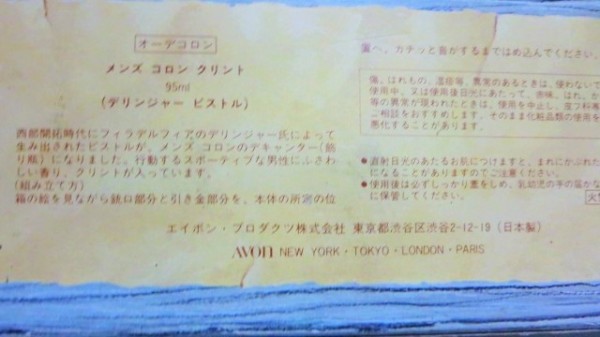 オーデコロン
メンズ コロン クリント
95ml
(デリンジャー ピストル)
西部開拓時代にフィラデルフィアのデリンジャー氏によって
生み出されたピストルが、メンズ コロンのデキャンター(飾
り瓶)になりました。行動するスポーティブな男性にふさわ
しい香り、クリントが入っています。
(組み立て方)
箱の絵を見ながら銃口部分と引き金部分を、本体の所定の位
置へ、カチッと音がするまではめ込んでください。
傷、はれもの、湿疹等、異常のあるときは、使わないで
使用中、又は使用後日光にあたって、赤味、はれ、か
等の異常が現われたときは、使用を中止し、皮フ科専
ご相談をおすすめします。そのまま化粧品類の使用を
悪化することがあります。
●直射日光のあたるお肌につけますと、まれにかぶれた
になることがありますのでご注意ください。
●使用後は必ずしっかり蓋をしめ、乳幼児の手の届かな
に保管してください。
エイボン・プロダクツ株式会社 東京都渋谷区渋谷2-12-19 (日本製)
AVON NEW YORK・TOKYO・LONDON・PARIS